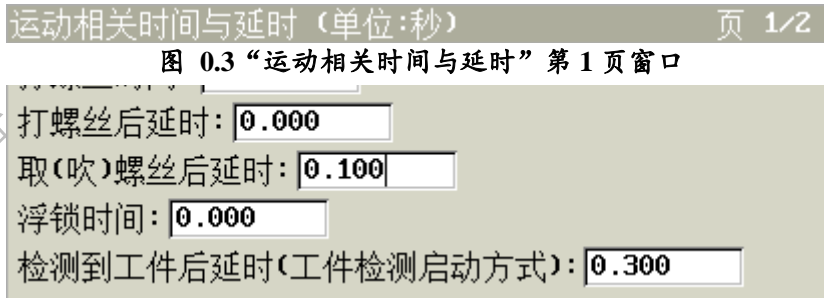 运动相关时间与延时 (单位:秒) 页 1/2
图 0.3“运动相关时间与延时”第 1 页窗口
打螺丝后延时: 0.000
取(吹)螺丝后延时: 0.100
浮锁时间: 0.000
检测到工件后延时(工件检测启动方式): 0.300